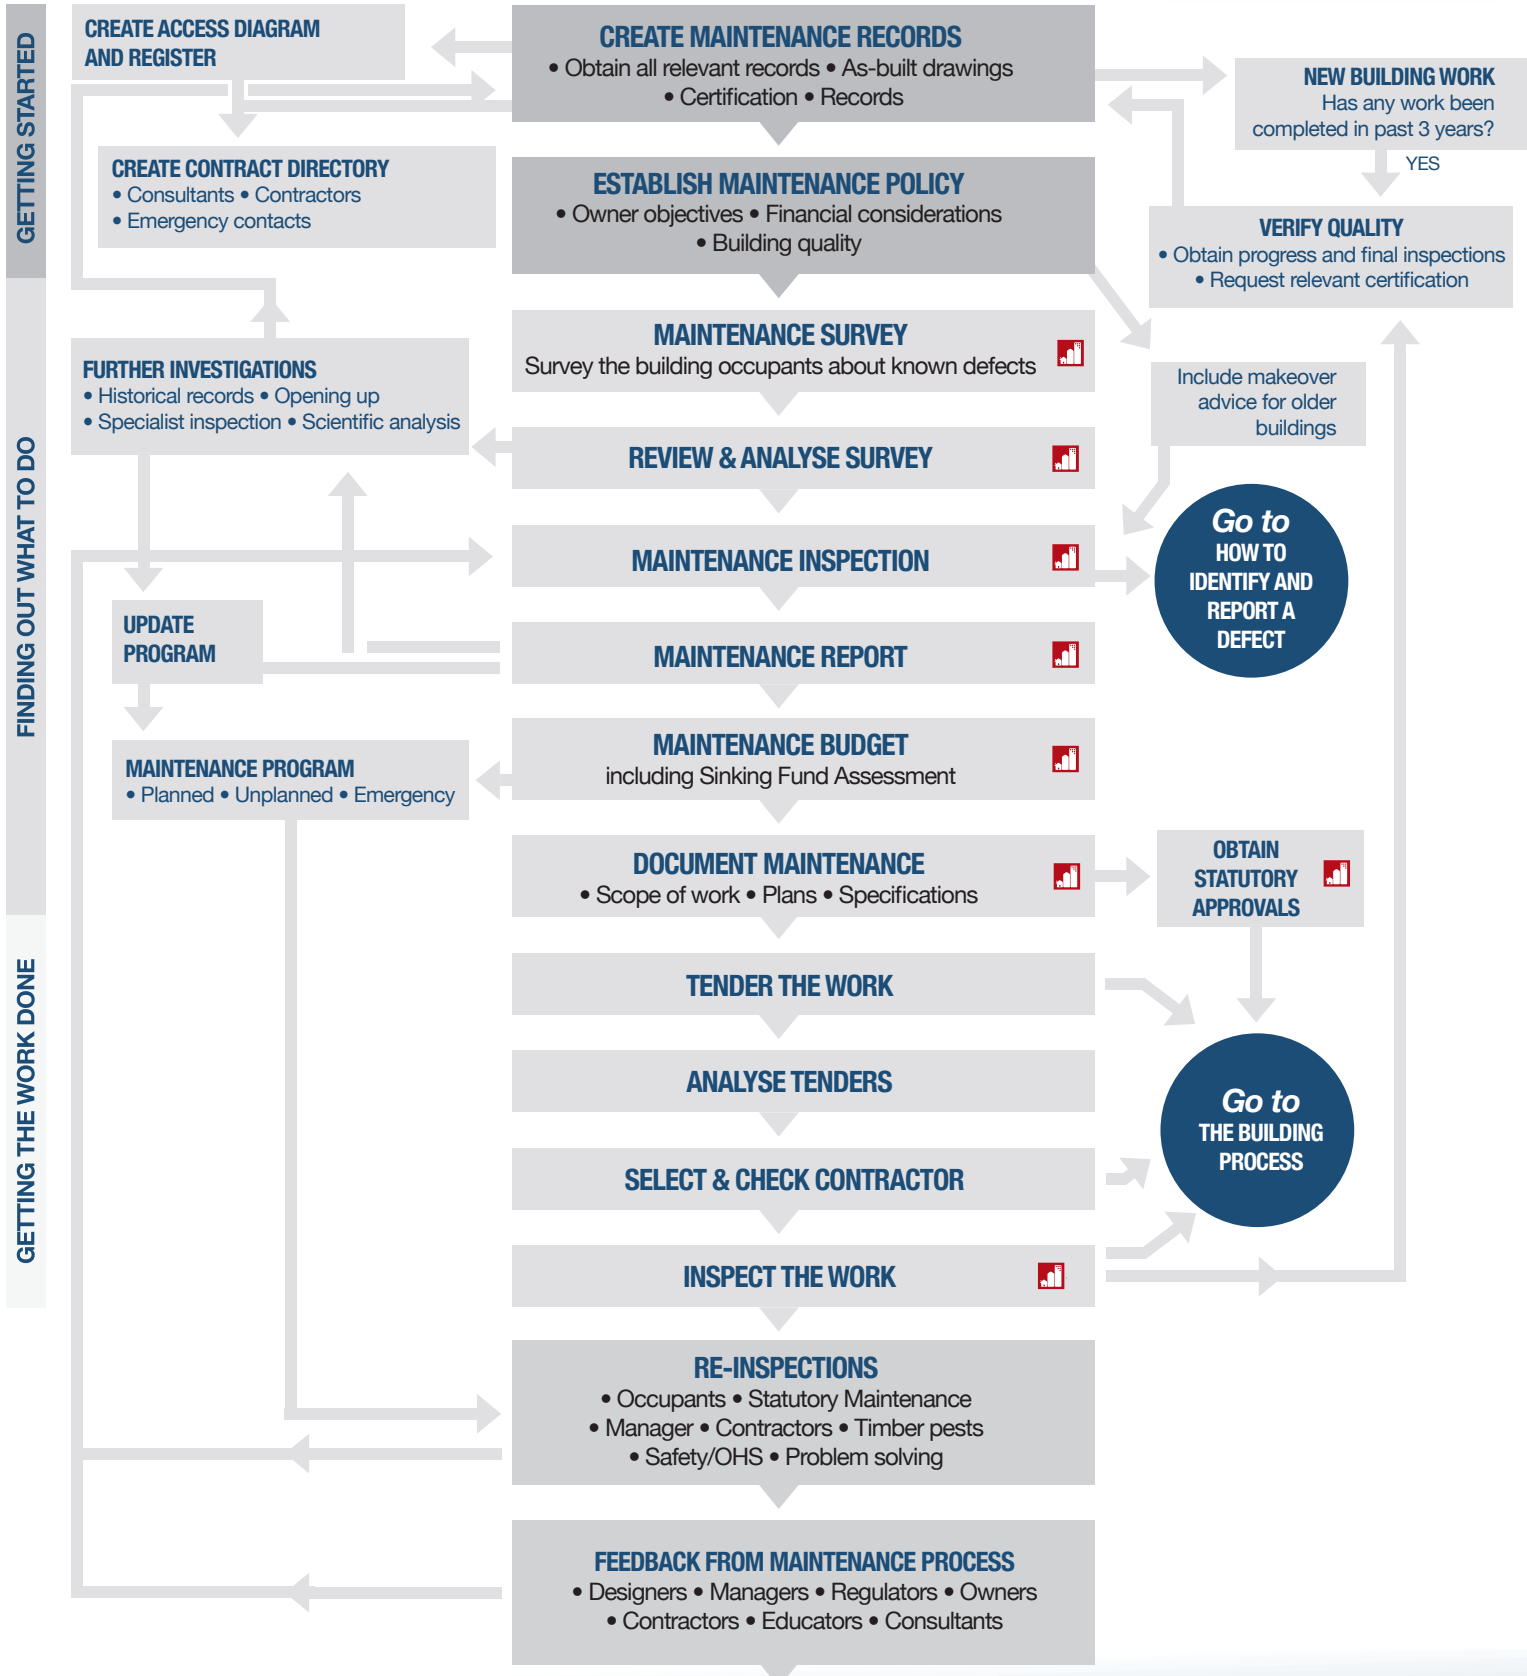 GETTING STARTED
CREATE ACCESS DIAGRAM
AND REGISTER
CREATE MAINTENANCE RECORDS
• Obtain all relevant records • As-built drawings
• Certification • Records
NEW BUILDING WORK
Has any work been
completed in past 3 years?
YES
CREATE CONTRACT DIRECTORY
• Consultants • Contractors
• Emergency contacts
ESTABLISH MAINTENANCE POLICY
• Owner objectives • Financial considerations
• Building quality
VERIFY QUALITY
• Obtain progress and final inspections
• Request relevant certification
FINDING OUT WHAT TO DO
MAINTENANCE SURVEY
Survey the building occupants about known defects
FURTHER INVESTIGATIONS
• Historical records • Opening up
• Specialist inspection • Scientific analysis
Include makeover
advice for older
buildings
REVIEW & ANALYSE SURVEY
MAINTENANCE INSPECTION
Go to
HOW TO
IDENTIFY AND
REPORT A
DEFECT
UPDATE
PROGRAM
MAINTENANCE REPORT
MAINTENANCE BUDGET
including Sinking Fund Assessment
MAINTENANCE PROGRAM
• Planned • Unplanned • Emergency
DOCUMENT MAINTENANCE
• Scope of work • Plans • Specifications
OBTAIN
STATUTORY
APPROVALS
GETTING THE WORK DONE
TENDER THE WORK
ANALYSE TENDERS
Go to
THE BUILDING
PROCESS
SELECT & CHECK CONTRACTOR
INSPECT THE WORK
RE-INSPECTIONS
• Occupants • Statutory Maintenance
• Manager • Contractors • Timber pests
• Safety/OHS • Problem solving
FEEDBACK FROM MAINTENANCE PROCESS
• Designers • Managers • Regulators • Owners
• Contractors • Educators • Consultants